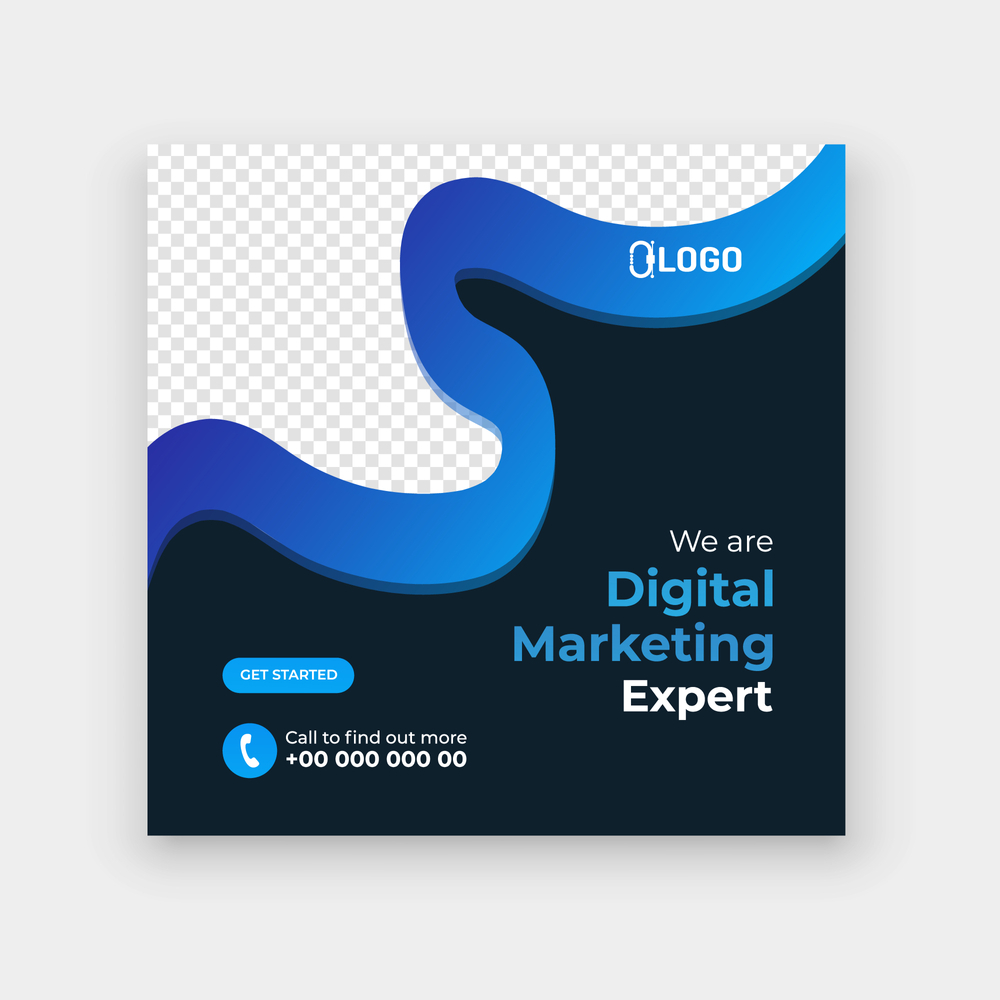 LOGO
We are
Digital
Marketing
Expert
GET STARTED
Call to find out more
+00 000 000 00